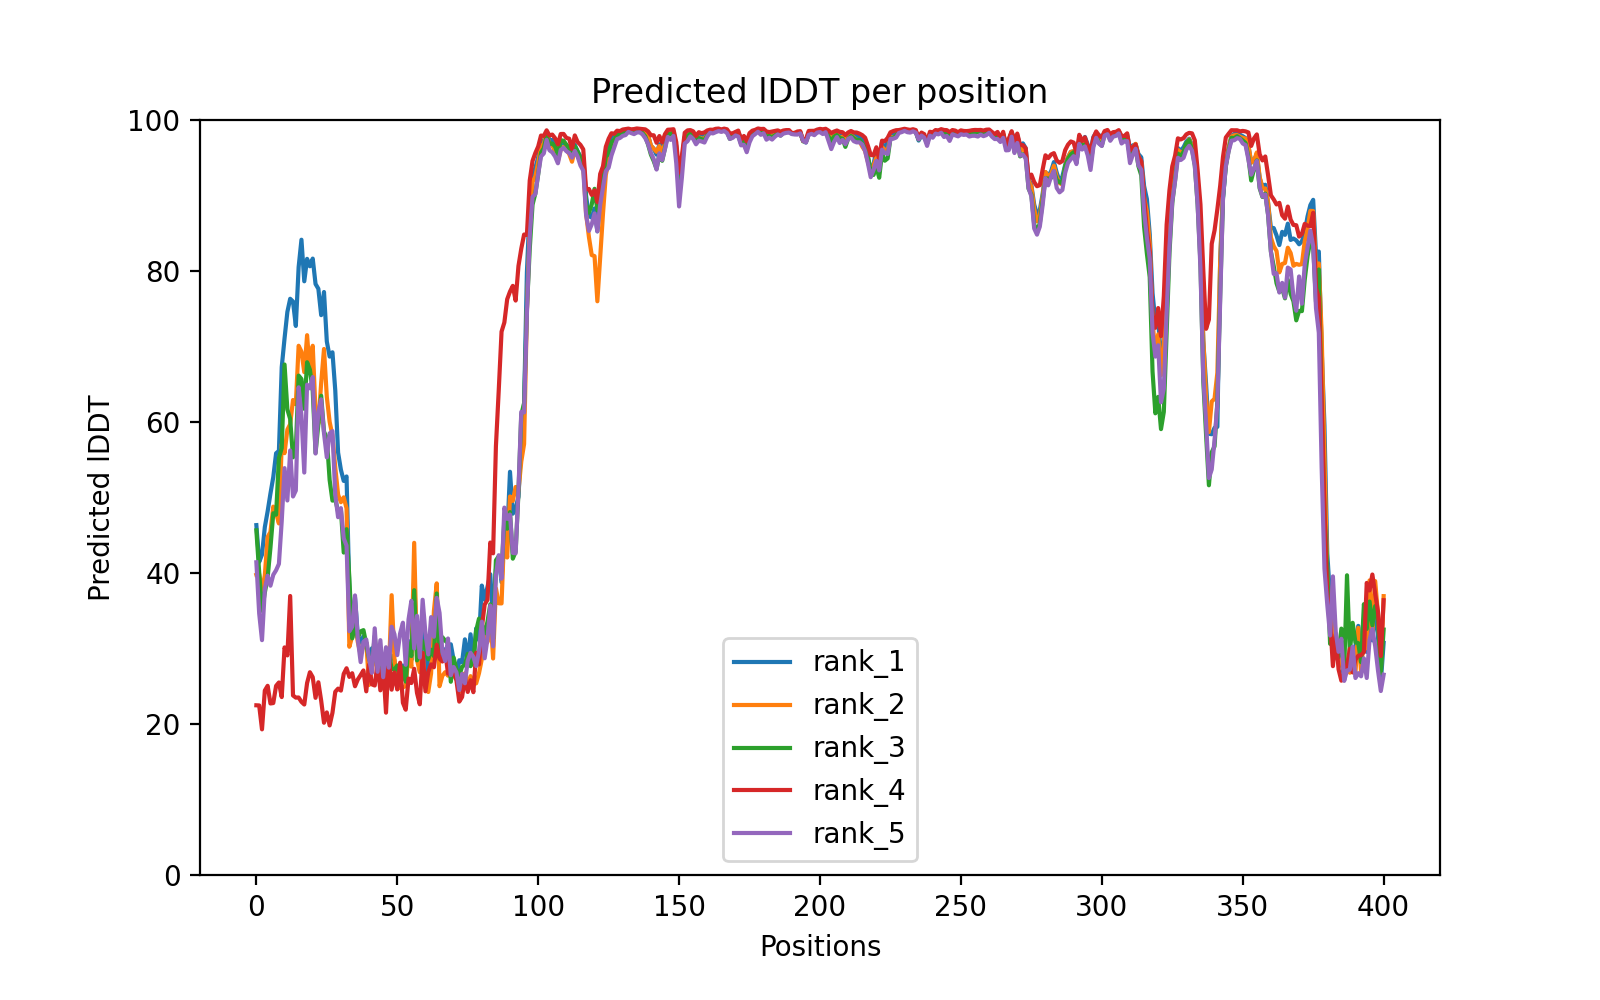 Predicted lDDT per position
100
80
60
40
20
0
Predicted lDDT
rank_1
rank_2
rank_3
rank_4
rank_5
0 50 100 150 200 250 300 350 400
Positions